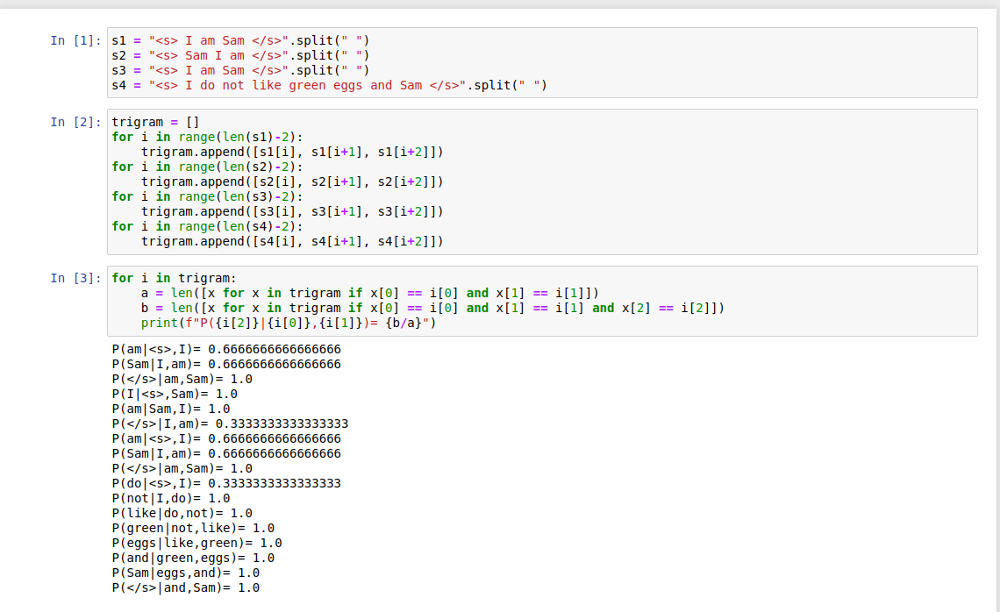 In [1]: s1 = "<s> I am Sam </s>".split(" ")
s2 = "<s> Sam I am </s>".split(" ")
s3 = "<s> I am Sam </s>".split(" ")
s4 = "<s> I do not like green eggs and Sam </s>".split(" ")
In [2]: trigram = []
for i in range(len(s1)-2):
    trigram.append([s1[i], s1[i+1], s1[i+2]])
for i in range(len(s2)-2):
    trigram.append([s2[i], s2[i+1], s2[i+2]])
for i in range(len(s3)-2):
    trigram.append([s3[i], s3[i+1], s3[i+2]])
for i in range(len(s4)-2):
    trigram.append([s4[i], s4[i+1], s4[i+2]])
In [3]: for i in trigram:
    a = len([x for x in trigram if x[0] == i[0] and x[1] == i[1]])
    b = len([x for x in trigram if x[0] == i[0] and x[1] == i[1] and x[2] == i[2]])
    print(f"P({i[2]}|{i[0]},{i[1]})= {b/a}")
P(am|<s>,I)= 0.6666666666666666
P(Sam|I,am)= 0.6666666666666666
P(</s>|am,Sam)= 1.0
P(I|<s>,Sam)= 1.0
P(am|Sam,I)= 1.0
P(</s>|I,am)= 0.3333333333333333
P(am|<s>,I)= 0.6666666666666666
P(Sam|I,am)= 0.6666666666666666
P(</s>|am,Sam)= 1.0
P(do|<s>,I)= 0.3333333333333333
P(not|I,do)= 1.0
P(like|do,not)= 1.0
P(green|not,like)= 1.0
P(eggs|like,green)= 1.0
P(and|green,eggs)= 1.0
P(Sam|eggs,and)= 1.0
P(</s>|and,Sam)= 1.0